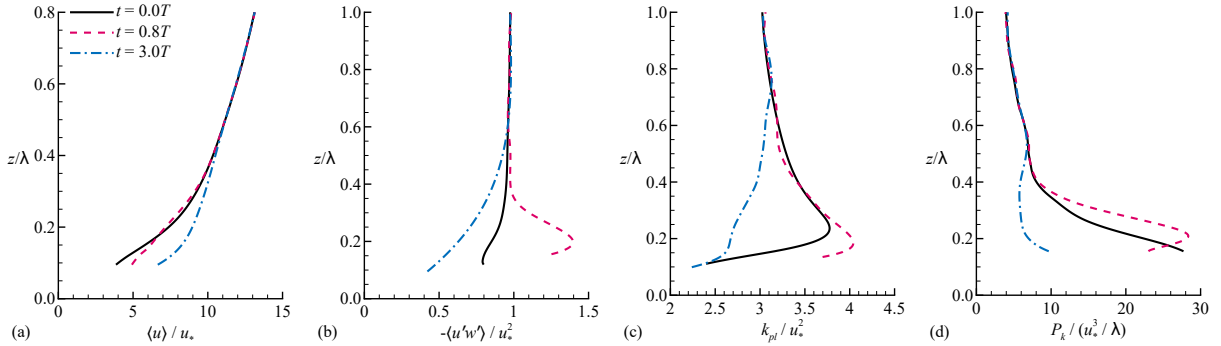 t = 0.0T
t = 0.8T
t = 3.0T
0.8
0.6
0.4
0.2
0.0
z/λ
0 5 10 15
(a) ⟨u⟩ / u*
1.0
0.8
0.6
0.4
0.2
0.0
z/λ
0 0.5 1 1.5
(b) -⟨u′w′⟩ / u*²
1.0
0.8
0.6
0.4
0.2
0.0
z/λ
2 2.5 3 3.5 4 4.5
(c) k_pl / u*²
1.0
0.8
0.6
0.4
0.2
0.0
z/λ
0 10 20 30
(d) P_k / (u*³ / λ)